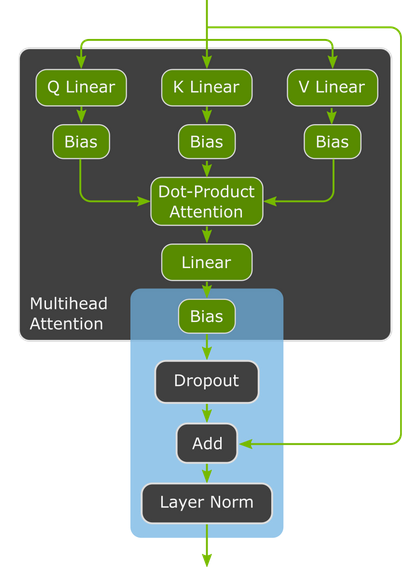 Q Linear
K Linear
V Linear
Bias
Bias
Bias
Dot-Product
Attention
Linear
Multihead
Attention
Bias
Dropout
Add
Layer Norm